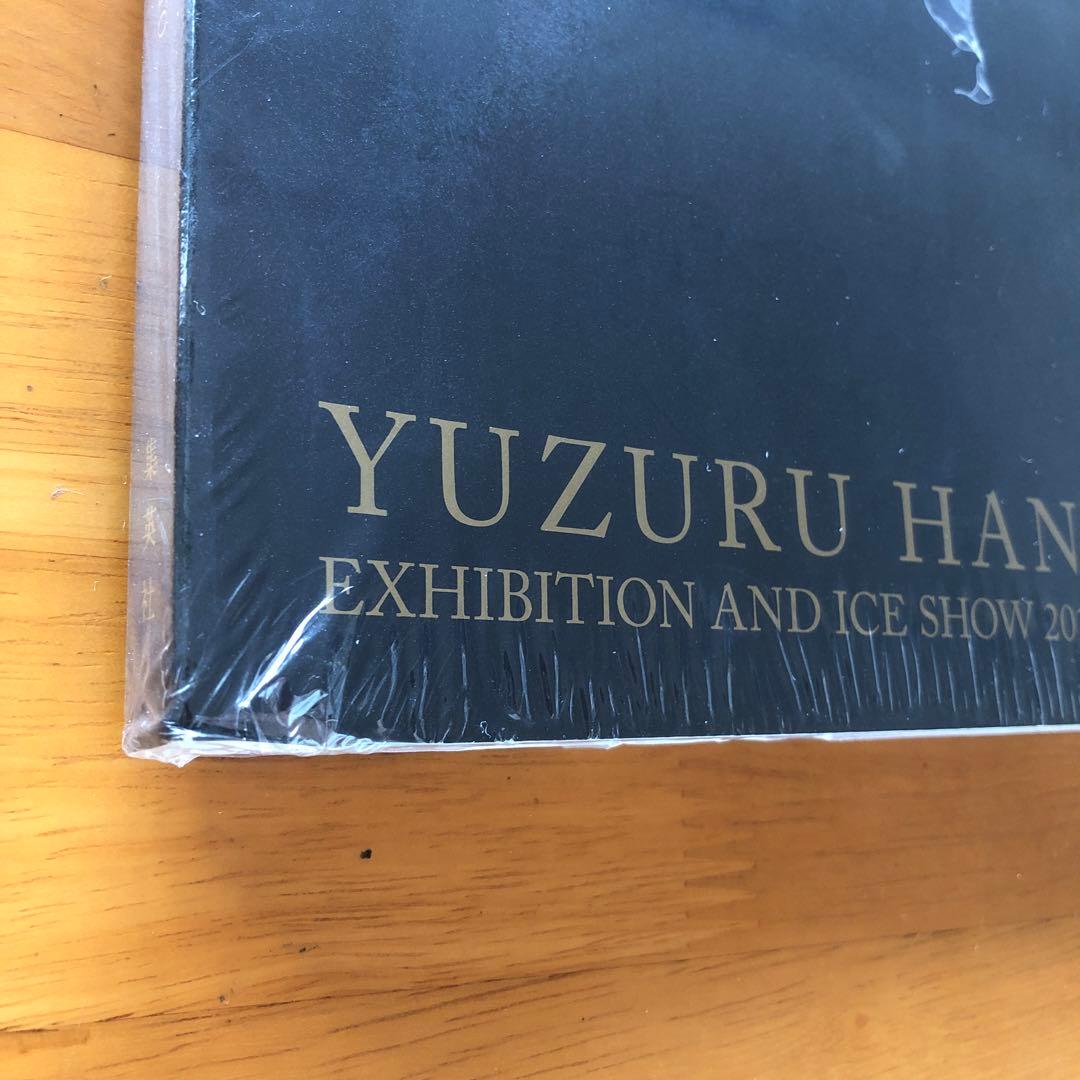 YUZURU HAN
EXHIBITION AND ICE SHOW 20
集英社